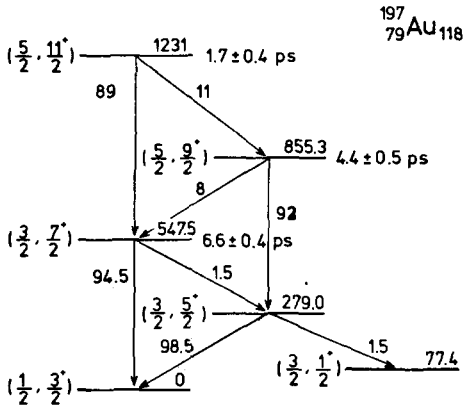 ¹⁹⁷₇₉Au₁₁₈
(5/2, 11⁺/2) 1231 1.7 ± 0.4 ps
89 11
(5/2, 9⁺/2) 855.3 4.4 ± 0.5 ps
8
92
(3/2, 7⁺/2) 547.5 6.6 ± 0.4 ps
94.5 1.5
(3/2, 5⁺/2) 279.0
98.5 1.5
(3/2, 1⁺/2) 77.4
(1/2, 3⁺/2) 0